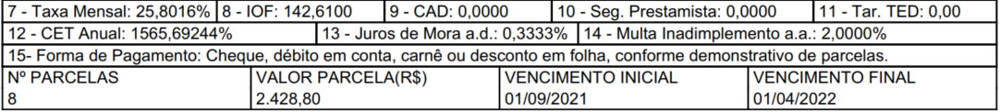 7 - Taxa Mensal: 25,8016% 8 - IOF: 142,6100 9 - CAD: 0,0000 10 - Seg. Prestamista: 0,0000 11 - Tar. TED: 0,00
12 - CET Anual: 1565,69244% 13 - Juros de Mora a.d.: 0,3333% 14 - Multa Inadimplemento a.a.: 2,0000%
15- Forma de Pagamento: Cheque, débito em conta, carnê ou desconto em folha, conforme demonstrativo de parcelas.
Nº PARCELAS VALOR PARCELA(R$) VENCIMENTO INICIAL VENCIMENTO FINAL
8 2.428,80 01/09/2021 01/04/2022